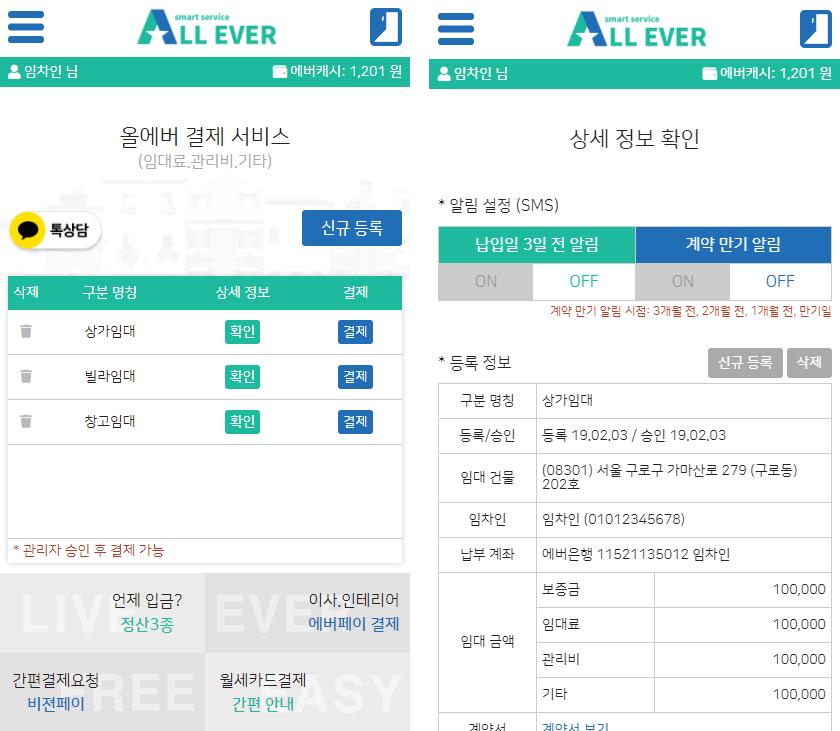 smart service
ALL EVER
임차인 님
에버캐시: 1,201 원
올에버 결제 서비스
(임대료.관리비.기타)
톡상담
신규 등록
삭제 구분 명칭 상세 정보 결제
상가임대 확인 결제
빌라임대 확인 결제
창고임대 확인 결제
* 관리자 승인 후 결제 가능
LIVE
언제 입금?
정산3종
EVER
이사.인테리어
에버페이 결제
FREE
간편결제요청
비젼페이
EASY
월세카드결제
간편 안내
smart service
ALL EVER
임차인 님
에버캐시: 1,201 원
상세 정보 확인
* 알림 설정 (SMS)
납입일 3일 전 알림 계약 만기 알림
ON OFF ON OFF
계약 만기 알림 시점: 3개월 전, 2개월 전, 1개월 전, 만기일
* 등록 정보 신규 등록 삭제
구분 명칭 상가임대
등록/승인 등록 19.02.03 / 승인 19.02.03
임대 건물 (08301) 서울 구로구 가마산로 279 (구로동)
202호
임차인 임차인 (01012345678)
납부 계좌 에버은행 11521135012 임차인
임대 금액
보증금 100,000
임대료 100,000
관리비 100,000
기타 100,000
계약서 계약서 보기